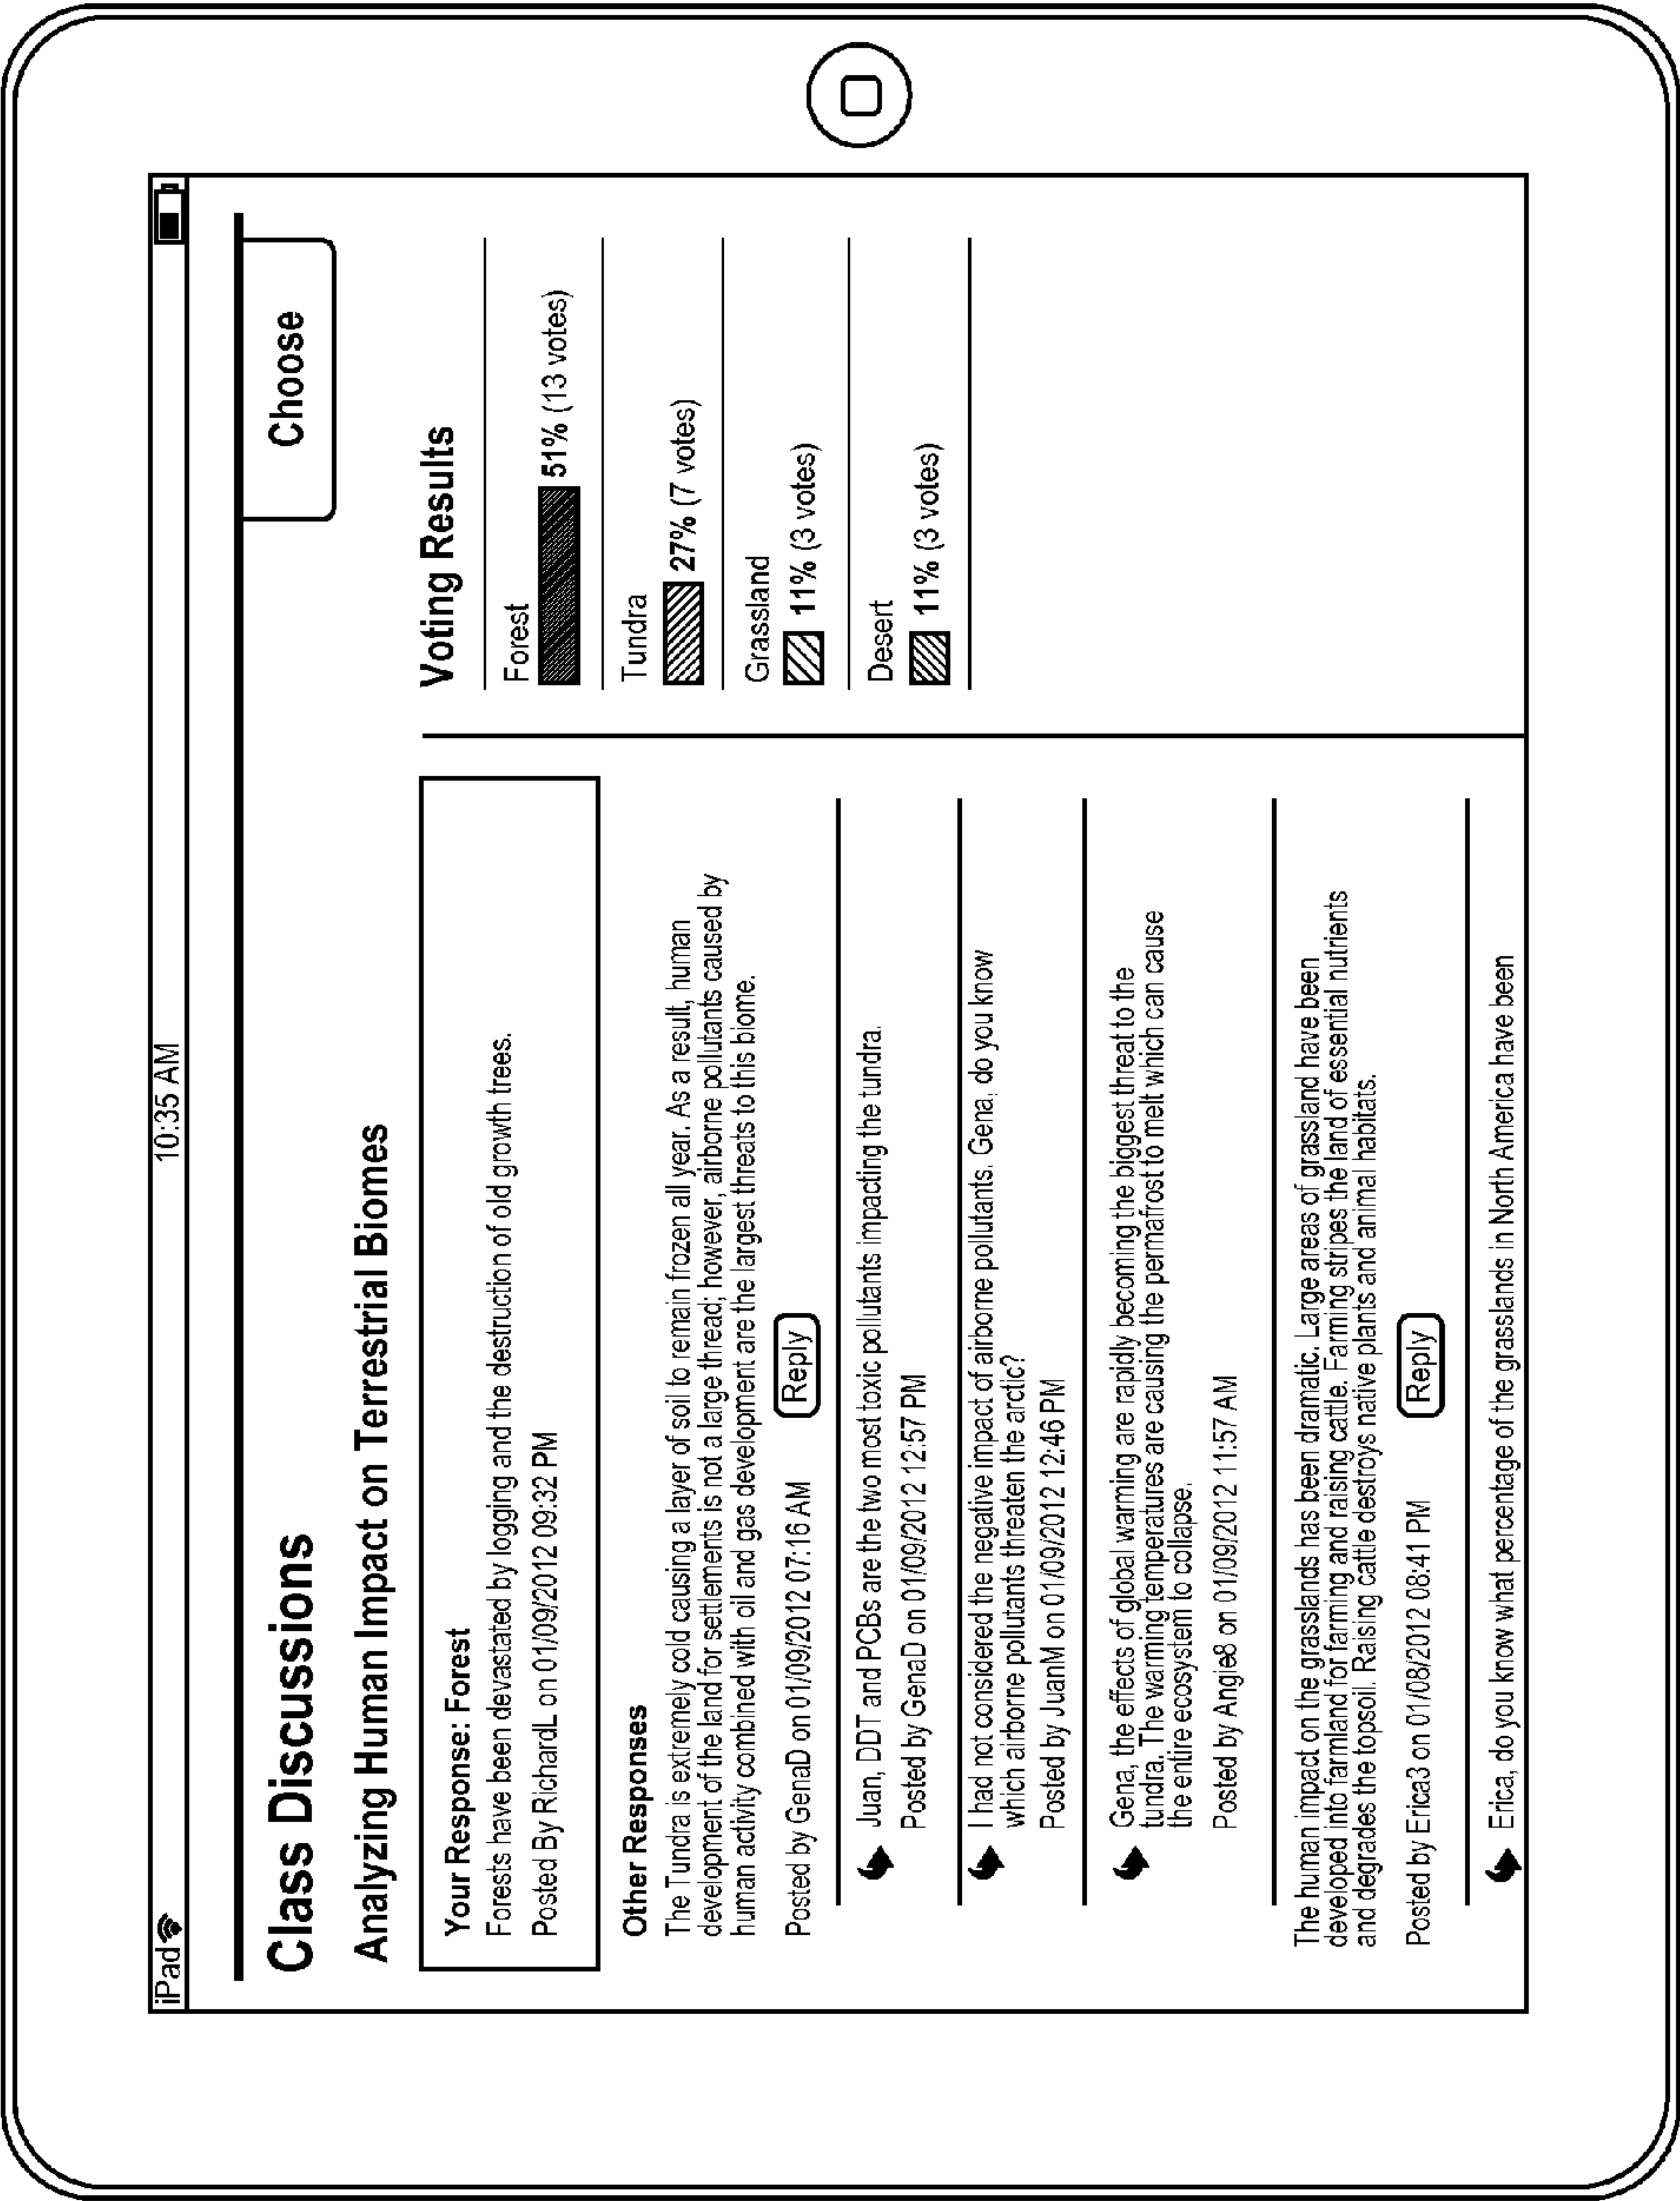 iPad 10:35 AM
Class Discussions
Choose
Analyzing Human Impact on Terrestrial Biomes
Your Response: Forest
Forests have been devastated by logging and the destruction of old growth trees.
Posted By RichardL on 01/09/2012 09:32 PM
Other Responses
The Tundra is extremely cold causing a layer of soil to remain frozen all year. As a result, human
development of the land for settlements is not a large thread; however, airborne pollutants caused by
human activity combined with oil and gas development are the largest threats to this biome.
Posted by GenaD on 01/09/2012 07:16 AM Reply
Juan, DDT and PCBs are the two most toxic pollutants impacting the tundra.
Posted by GenaD on 01/09/2012 12:57 PM
I had not considered the negative impact of airborne pollutants. Gena, do you know
which airborne pollutants threaten the arctic?
Posted by JuanM on 01/09/2012 12:46 PM
Gena, the effects of global warming are rapidly becoming the biggest threat to the
tundra. The warming temperatures are causing the permafrost to melt which can cause
the entire ecosystem to collapse.
Posted by Angie8 on 01/09/2012 11:57 AM
The human impact on the grasslands has been dramatic. Large areas of grassland have been
developed into farmland for farming and raising cattle. Farming stripes the land of essential nutrients
and degrades the topsoil. Raising cattle destroys native plants and animal habitats.
Posted by Erica3 on 01/08/2012 08:41 PM Reply
Erica, do you know what percentage of the grasslands in North America have been
Voting Results
Forest
51% (13 votes)
Tundra
27% (7 votes)
Grassland
11% (3 votes)
Desert
11% (3 votes)